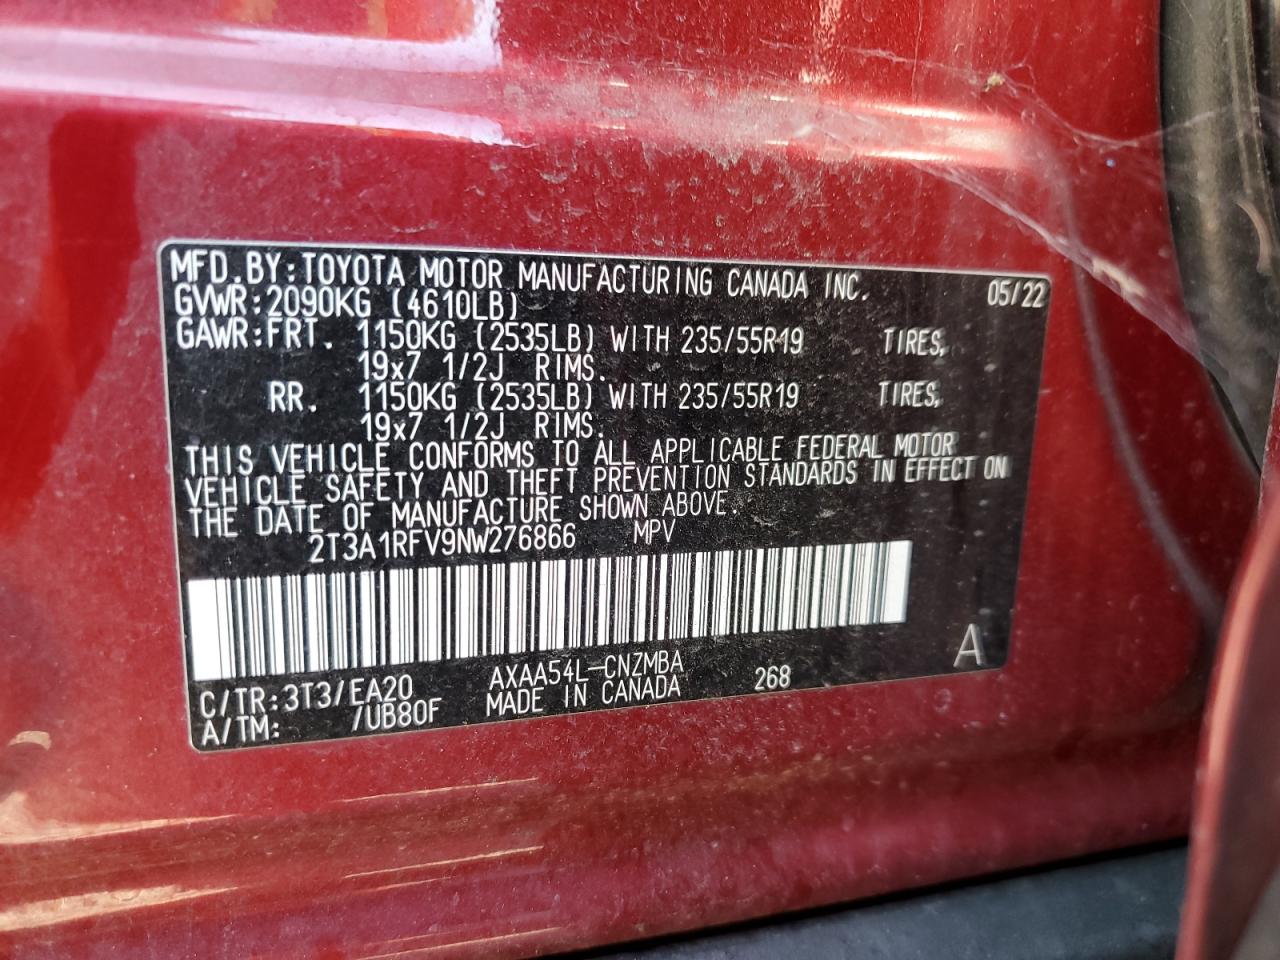 MFD.BY:TOYOTA MOTOR MANUFACTURING CANADA INC. 05/22
GVWR:2090KG (4610LB)
GAWR:FRT. 1150KG (2535LB) WITH 235/55R19 TIRES,
19x7 1/2J RIMS.
RR. 1150KG (2535LB) WITH 235/55R19 TIRES,
19x7 1/2J RIMS.
THIS VEHICLE CONFORMS TO ALL APPLICABLE FEDERAL MOTOR
VEHICLE SAFETY AND THEFT PREVENTION STANDARDS IN EFFECT ON
THE DATE OF MANUFACTURE SHOWN ABOVE.
2T3A1RFV9NW276866 MPV
C/TR:3T3/EA20 AXAA54L-CNZMBA 268 A
A/TM: /UB80F MADE IN CANADA